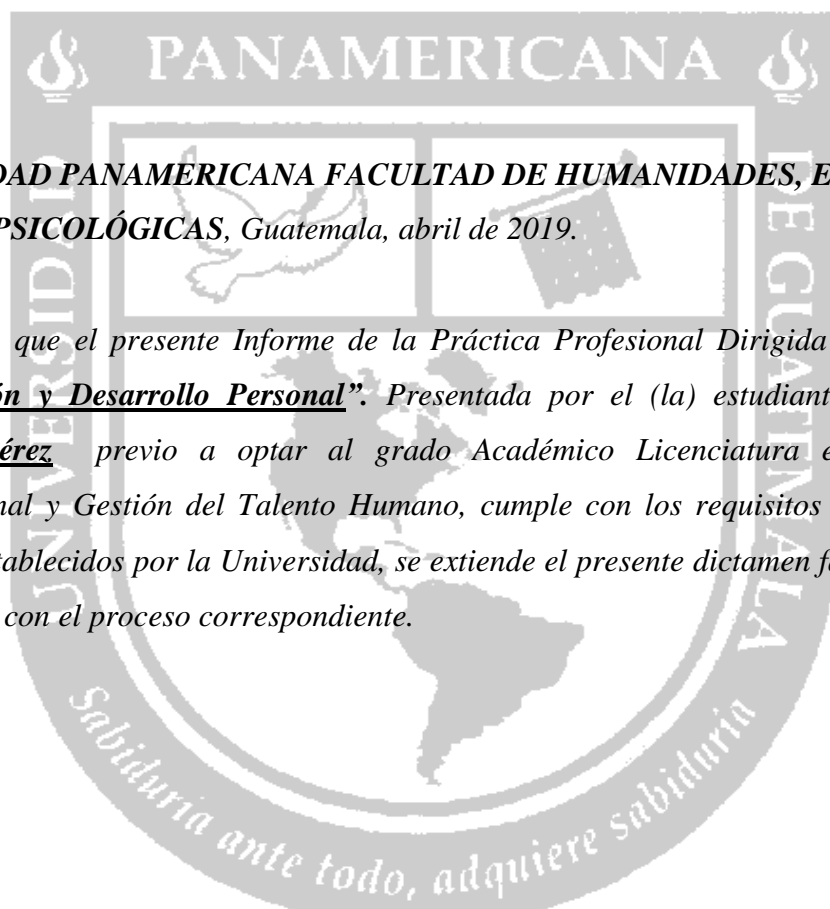 PANAMERICANA
UNIVERSIDAD
DE GUATEMALA
DAD PANAMERICANA FACULTAD DE HUMANIDADES, E
PSICOLÓGICAS, Guatemala, abril de 2019.
que el presente Informe de la Práctica Profesional Dirigida
ón y Desarrollo Personal”. Presentada por el (la) estudiant
érez previo a optar al grado Académico Licenciatura e
nal y Gestión del Talento Humano, cumple con los requisitos
tablecidos por la Universidad, se extiende el presente dictamen fa
con el proceso correspondiente.
Sabiduría ante todo, adquiere sabiduría